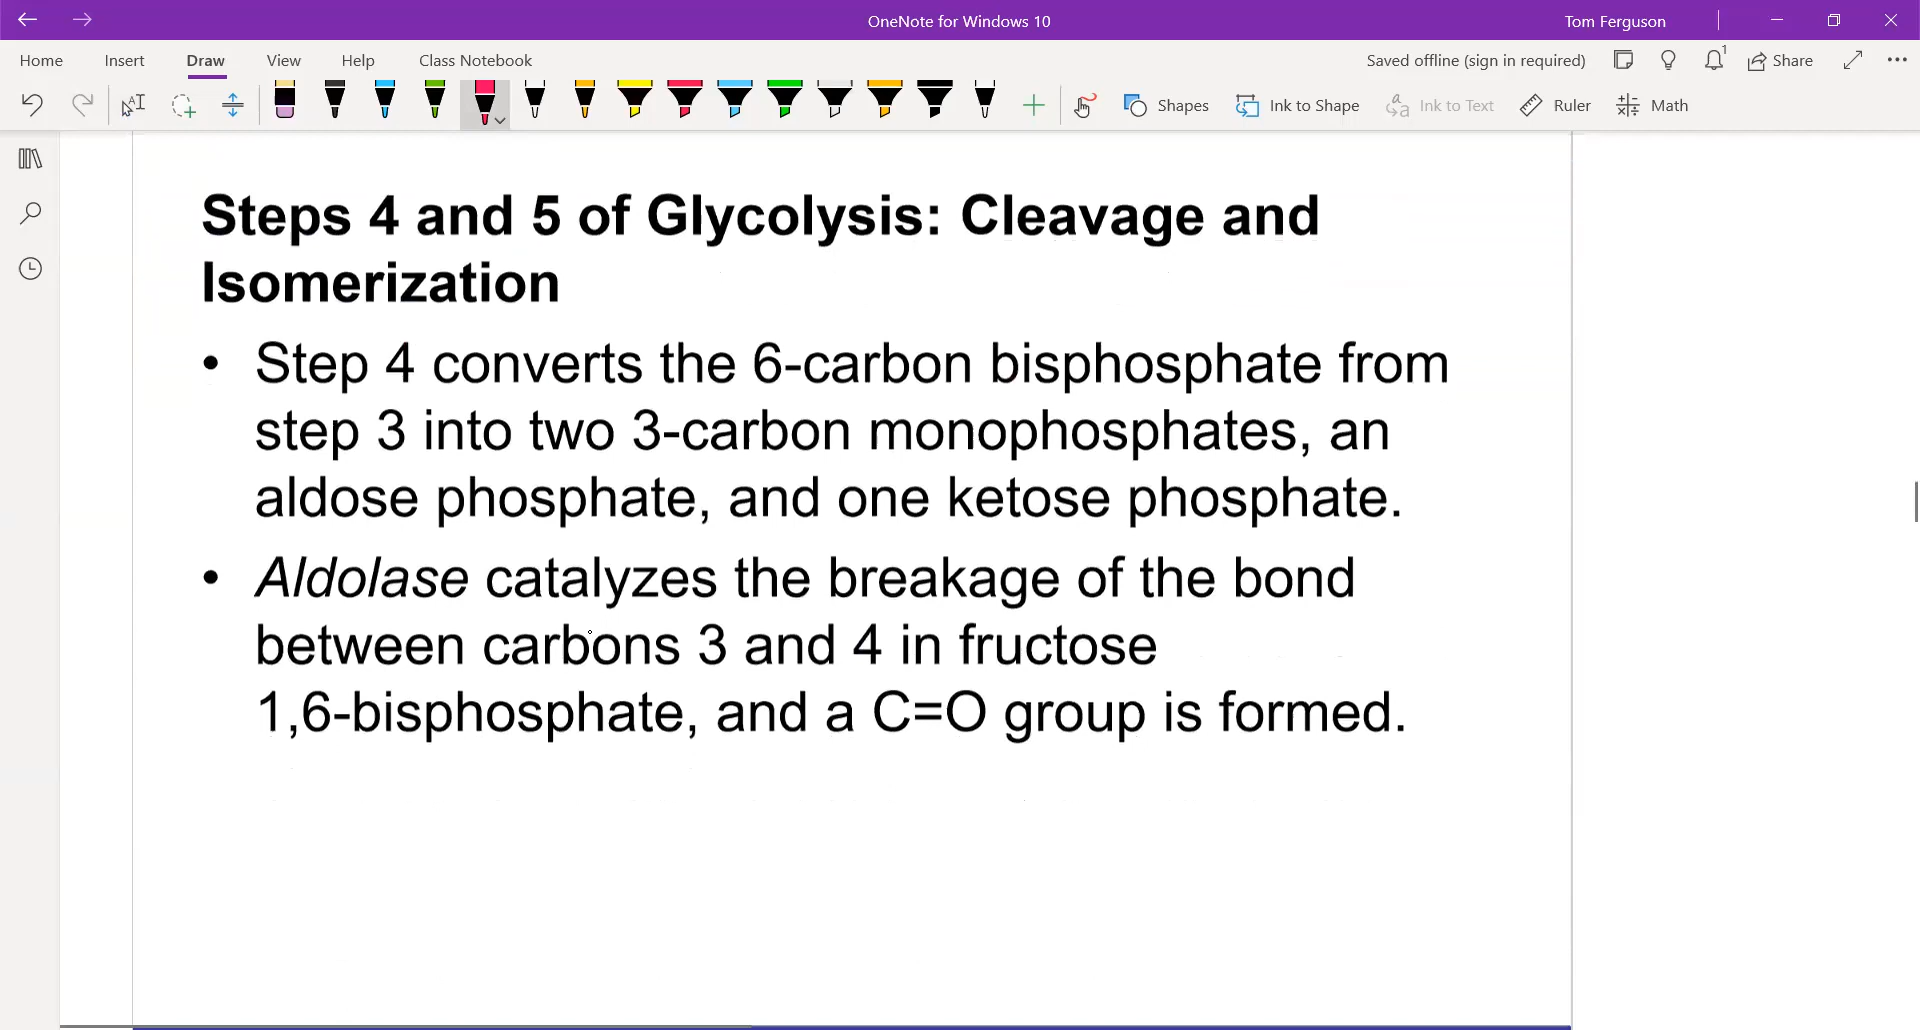 OneNote for Windows 10
Tom Ferguson
Home Insert Draw View Help Class Notebook
Saved offline (sign in required) 1 Share
AI Shapes Ink to Shape Ink to Text Ruler Math
Steps 4 and 5 of Glycolysis: Cleavage and
Isomerization
• Step 4 converts the 6-carbon bisphosphate from
step 3 into two 3-carbon monophosphates, an
aldose phosphate, and one ketose phosphate.
• Aldolase catalyzes the breakage of the bond
between carbons 3 and 4 in fructose
1,6-bisphosphate, and a C=O group is formed.